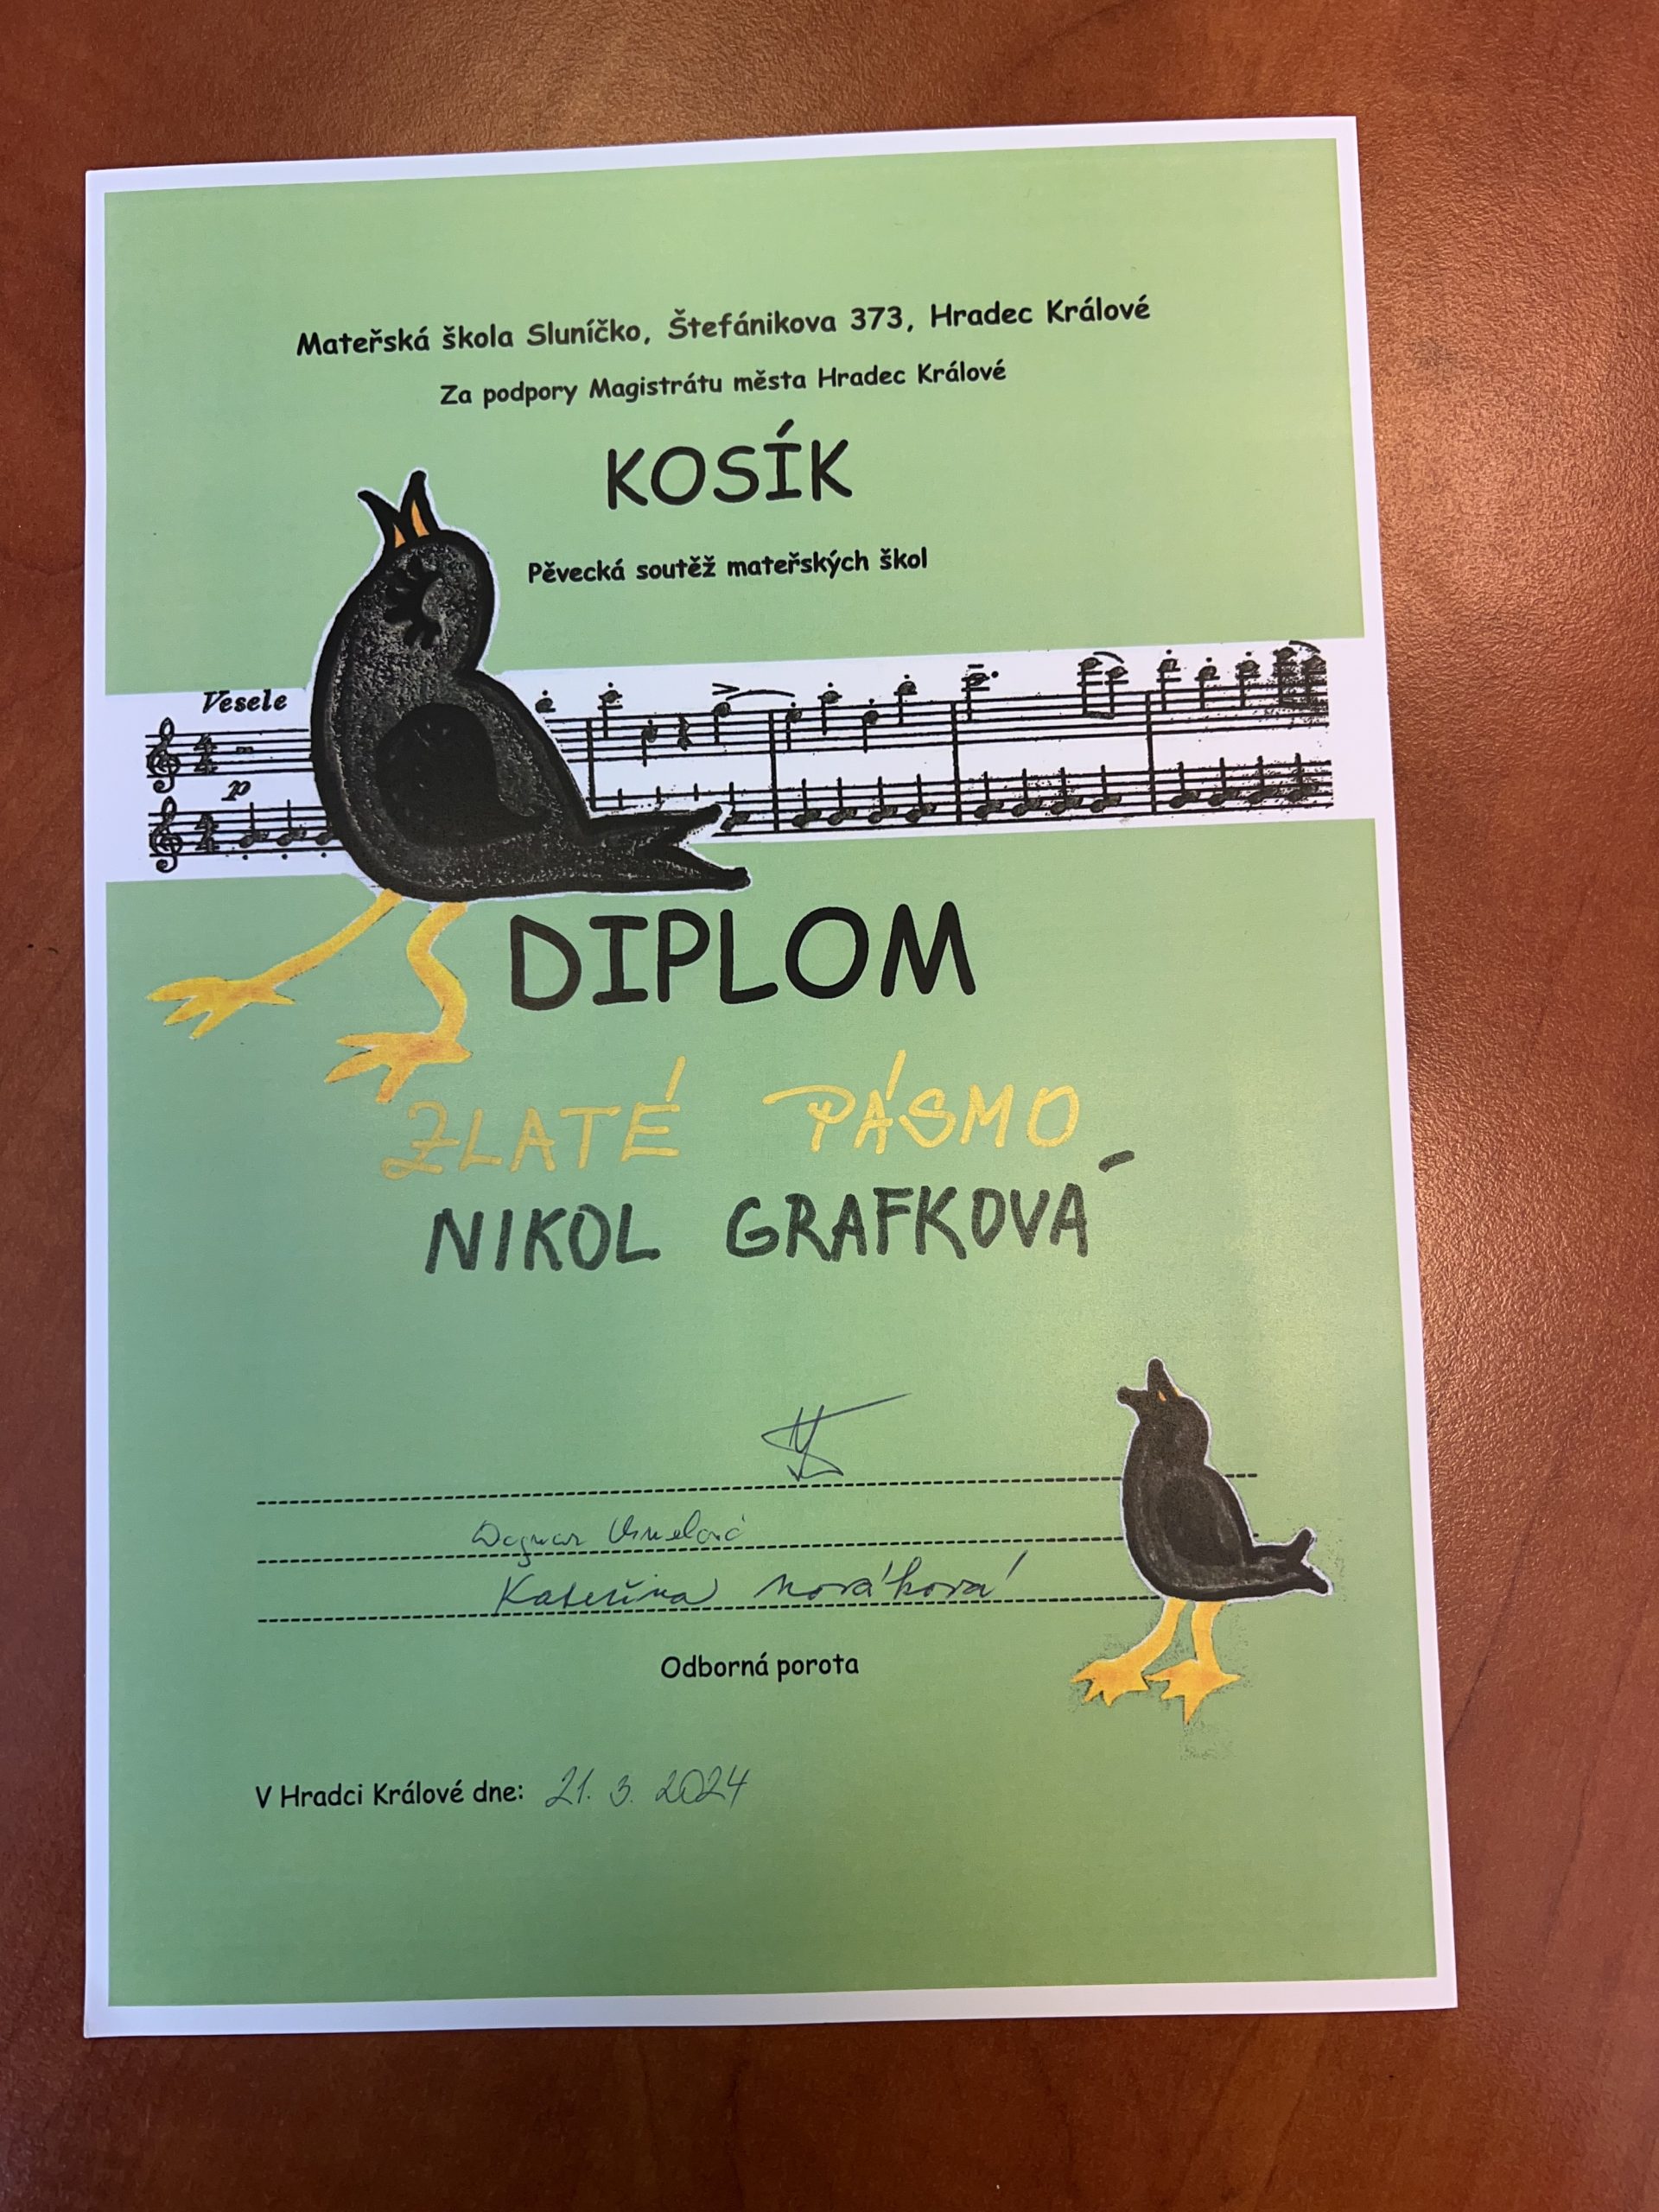 Mateřská škola Sluníčko, Štefánikova 373, Hradec Králové
Za podpory Magistrátu města Hradec Králové
KOSÍK
Pěvecká soutěž mateřských škol
Vesele
p
DIPLOM
ZLATÉ PÁSMO
NIKOL GRAFKOVÁ
Dagmar
Kateřina Nováková
Odborná porota
V Hradci Králové dne: 21. 3. 2024